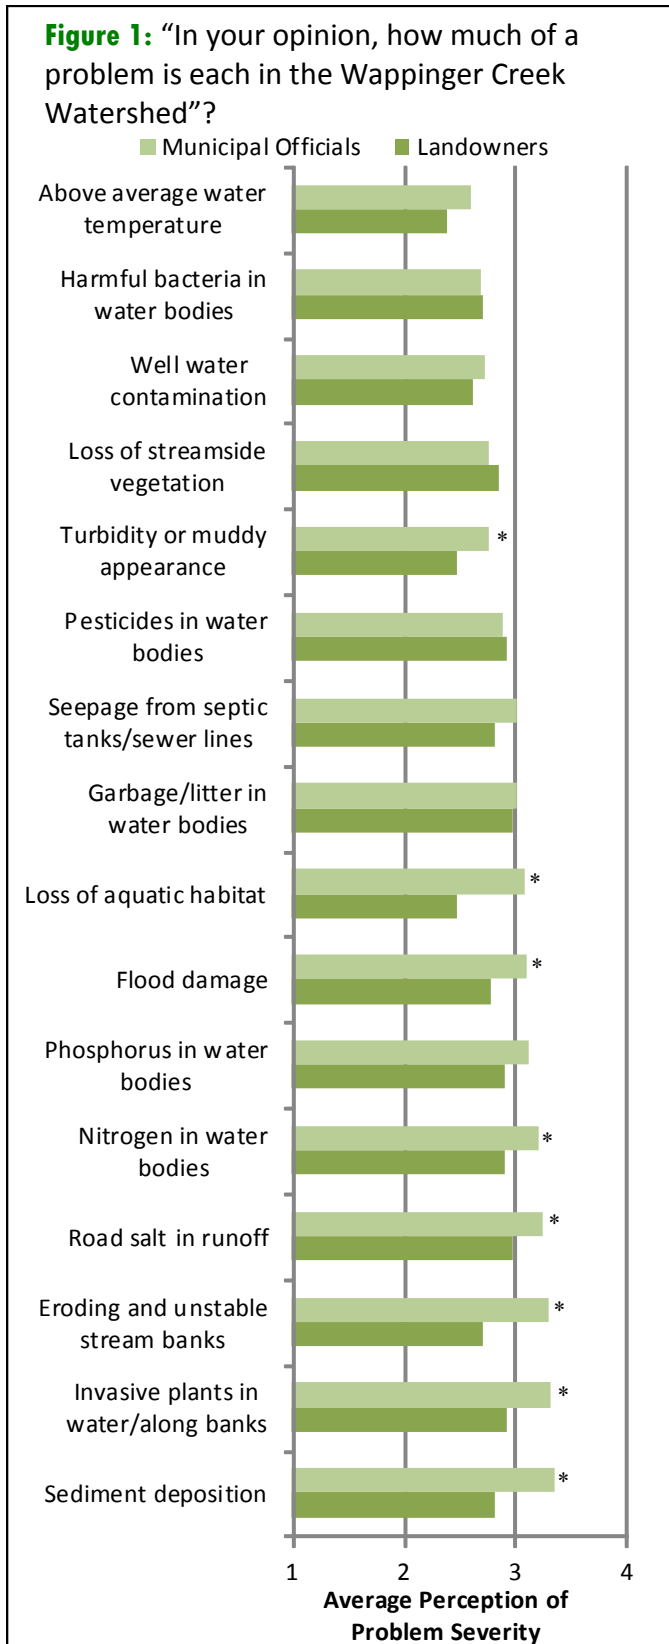 Figure 1: “In your opinion, how much of a
problem is each in the Wappinger Creek
Watershed”?
Municipal Officials Landowners
Above average water
temperature
Harmful bacteria in
water bodies
Well water
contamination
Loss of streamside
vegetation
Turbidity or muddy
appearance
*
Pesticides in water
bodies
Seepage from septic
tanks/sewer lines
Garbage/litter in
water bodies
Loss of aquatic habitat
*
Flood damage
*
Phosphorus in water
bodies
Nitrogen in water
bodies
*
Road salt in runoff
*
Eroding and unstable
stream banks
*
Invasive plants in
water/along banks
*
Sediment deposition
*
1 2 3 4
Average Perception of
Problem Severity